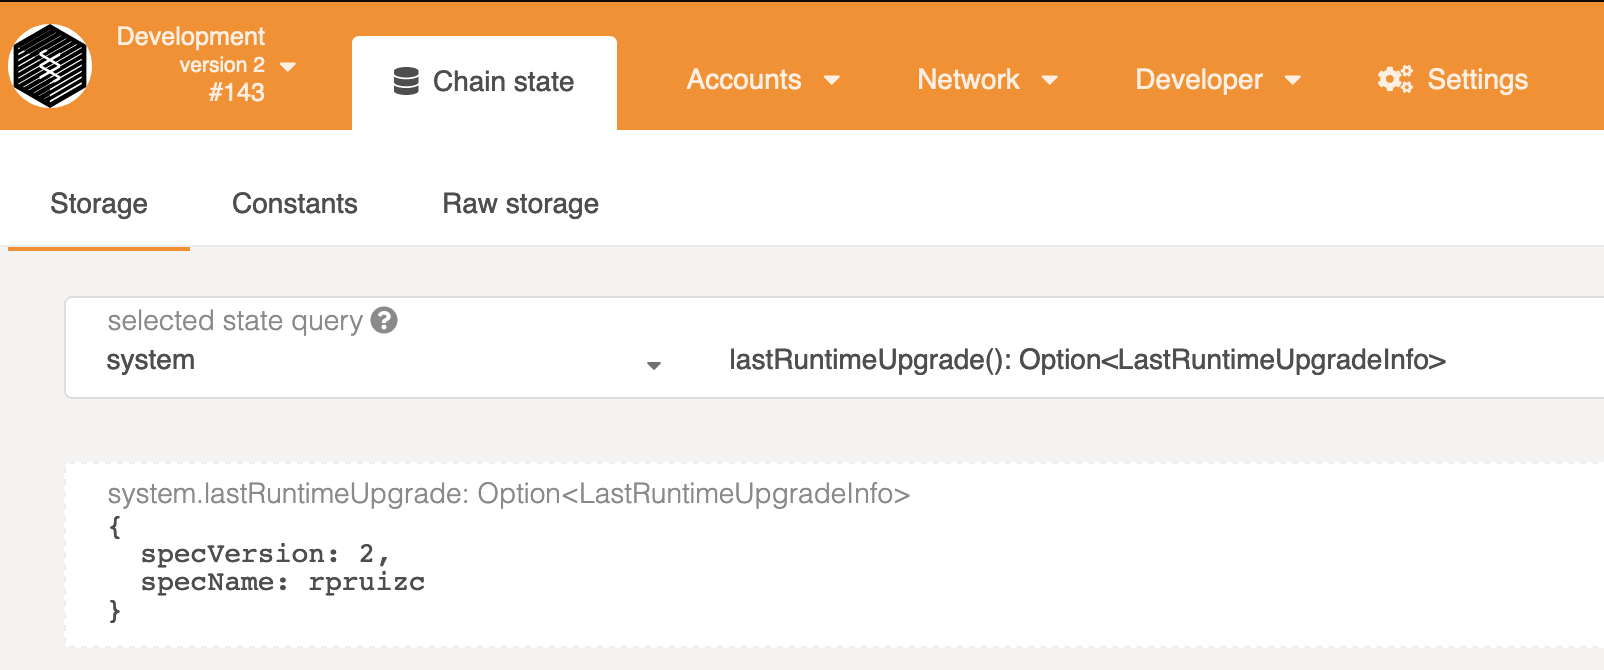 Development
version 2
#143
Chain state
Accounts
Network
Developer
Settings
Storage
Constants
Raw storage
selected state query
system
lastRuntimeUpgrade(): Option<LastRuntimeUpgradeInfo>
system.lastRuntimeUpgrade: Option<LastRuntimeUpgradeInfo>
{
specVersion: 2,
specName: rpruizc
}